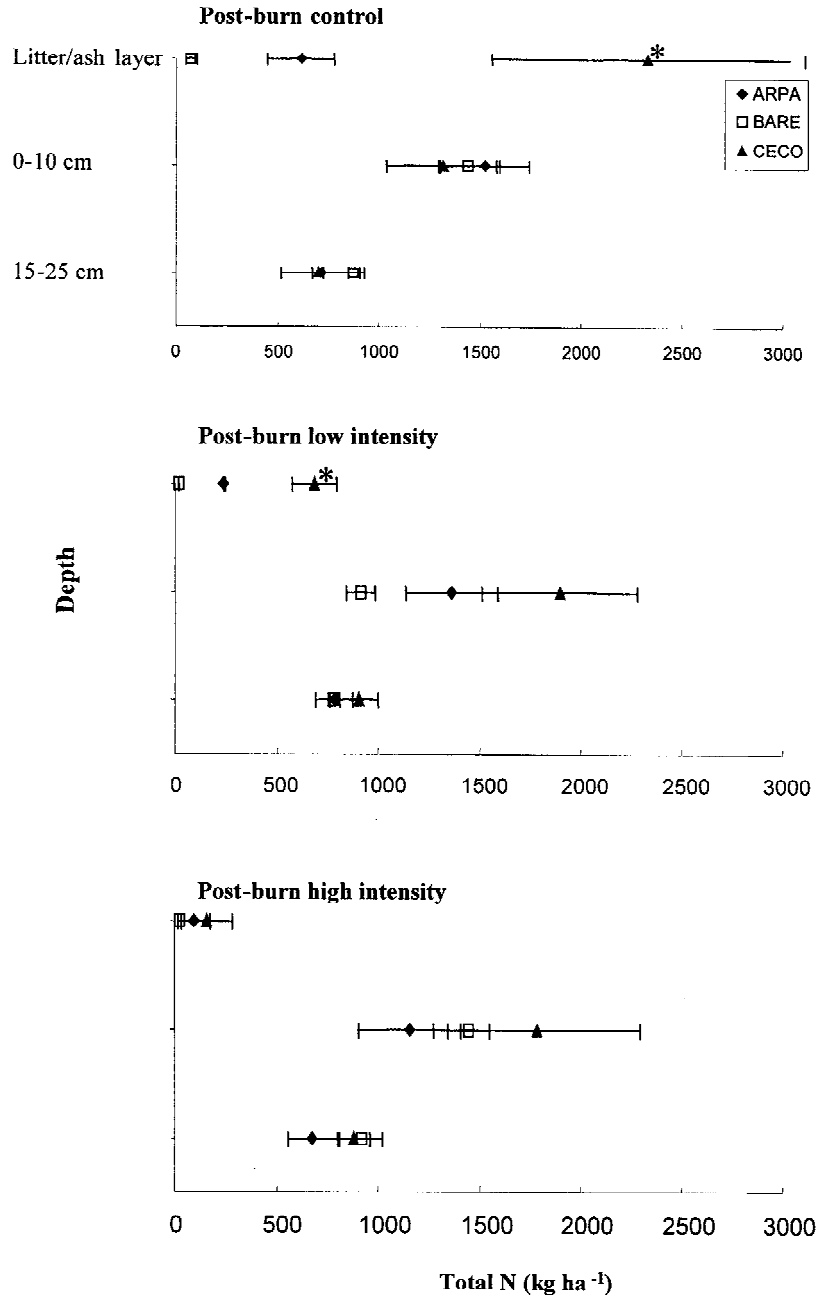 Post-burn control
Litter/ash layer
*
ARPA
BARE
CECO
0-10 cm
15-25 cm
0 500 1000 1500 2000 2500 3000
Post-burn low intensity
*
Depth
0 500 1000 1500 2000 2500 3000
Post-burn high intensity
0 500 1000 1500 2000 2500 3000
Total N (kg ha -1)